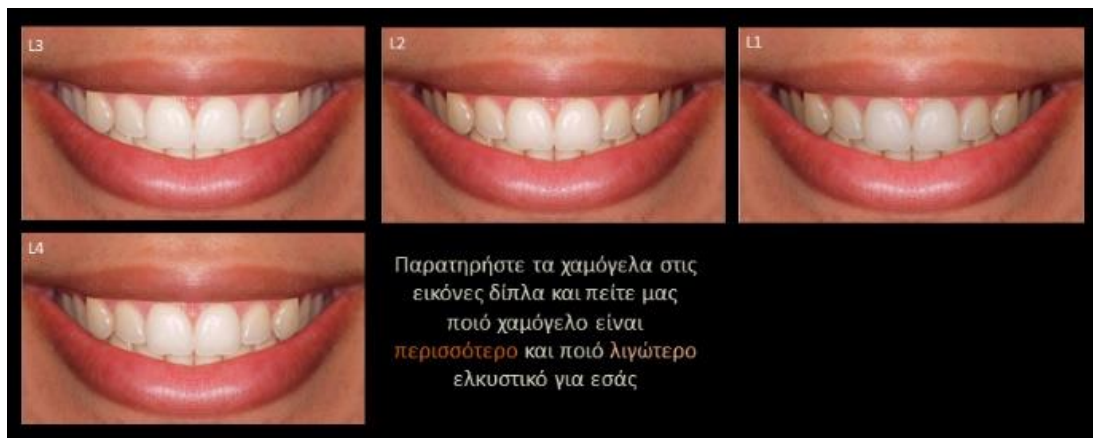 L3
L2
L1
L4
Παρατηρήστε τα χαμόγελα στις
εικόνες δίπλα και πείτε μας
ποιό χαμόγελο είναι
περισσότερο και ποιό λιγώτερο
ελκυστικό για εσάς